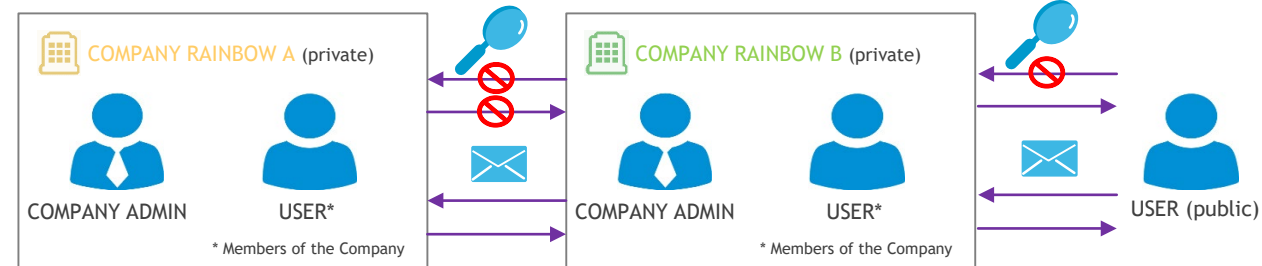 COMPANY RAINBOW A (private)
COMPANY ADMIN
USER*
* Members of the Company
COMPANY RAINBOW B (private)
COMPANY ADMIN
USER*
* Members of the Company
USER (public)